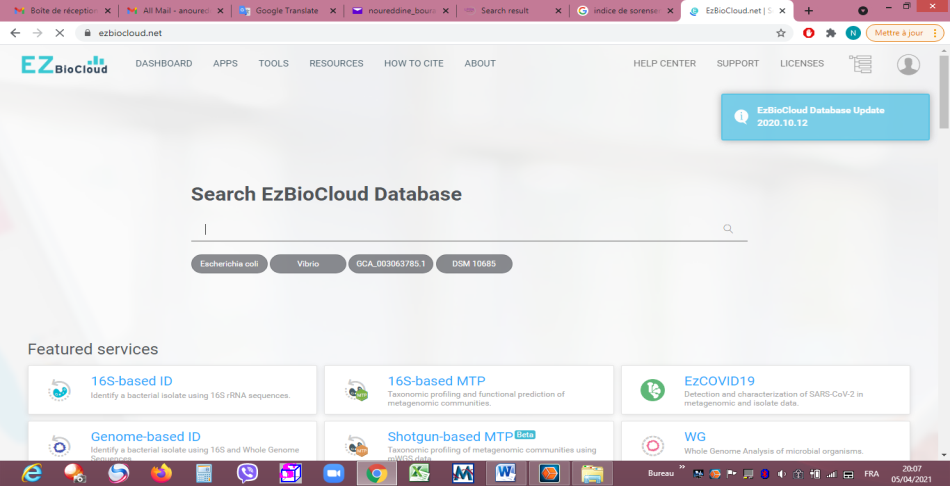 Boîte de réception
All Mail - anoured
Google Translate
noureddine_boura
Search result
indice de sorensen
EzBioCloud.net | S
ezbiocloud.net
Mettre à jour
EZ BioCloud
DASHBOARD
APPS
TOOLS
RESOURCES
HOW TO CITE
ABOUT
HELP CENTER
SUPPORT
LICENSES
EzBioCloud Database Update
2020.10.12
Search EzBioCloud Database
Escherichia coli
Vibrio
GCA_003063785.1
DSM 10685
Featured services
16S-based ID
Identify a bacterial isolate using 16S rRNA sequences.
16S-based MTP
Taxonomic profiling and functional prediction of
metagenomic communities.
EzCOVID19
Detection and characterization of SARS-CoV-2 in
metagenomic and isolate data.
Genome-based ID
Identify a bacterial isolate using 16S and Whole Genome
Sequences.
Shotgun-based MTP Beta
Taxonomic profiling of metagenomic communities using
mWGS data.
WG
Whole Genome Analysis of microbial organisms.
Bureau
FRA
20:07
05/04/2021